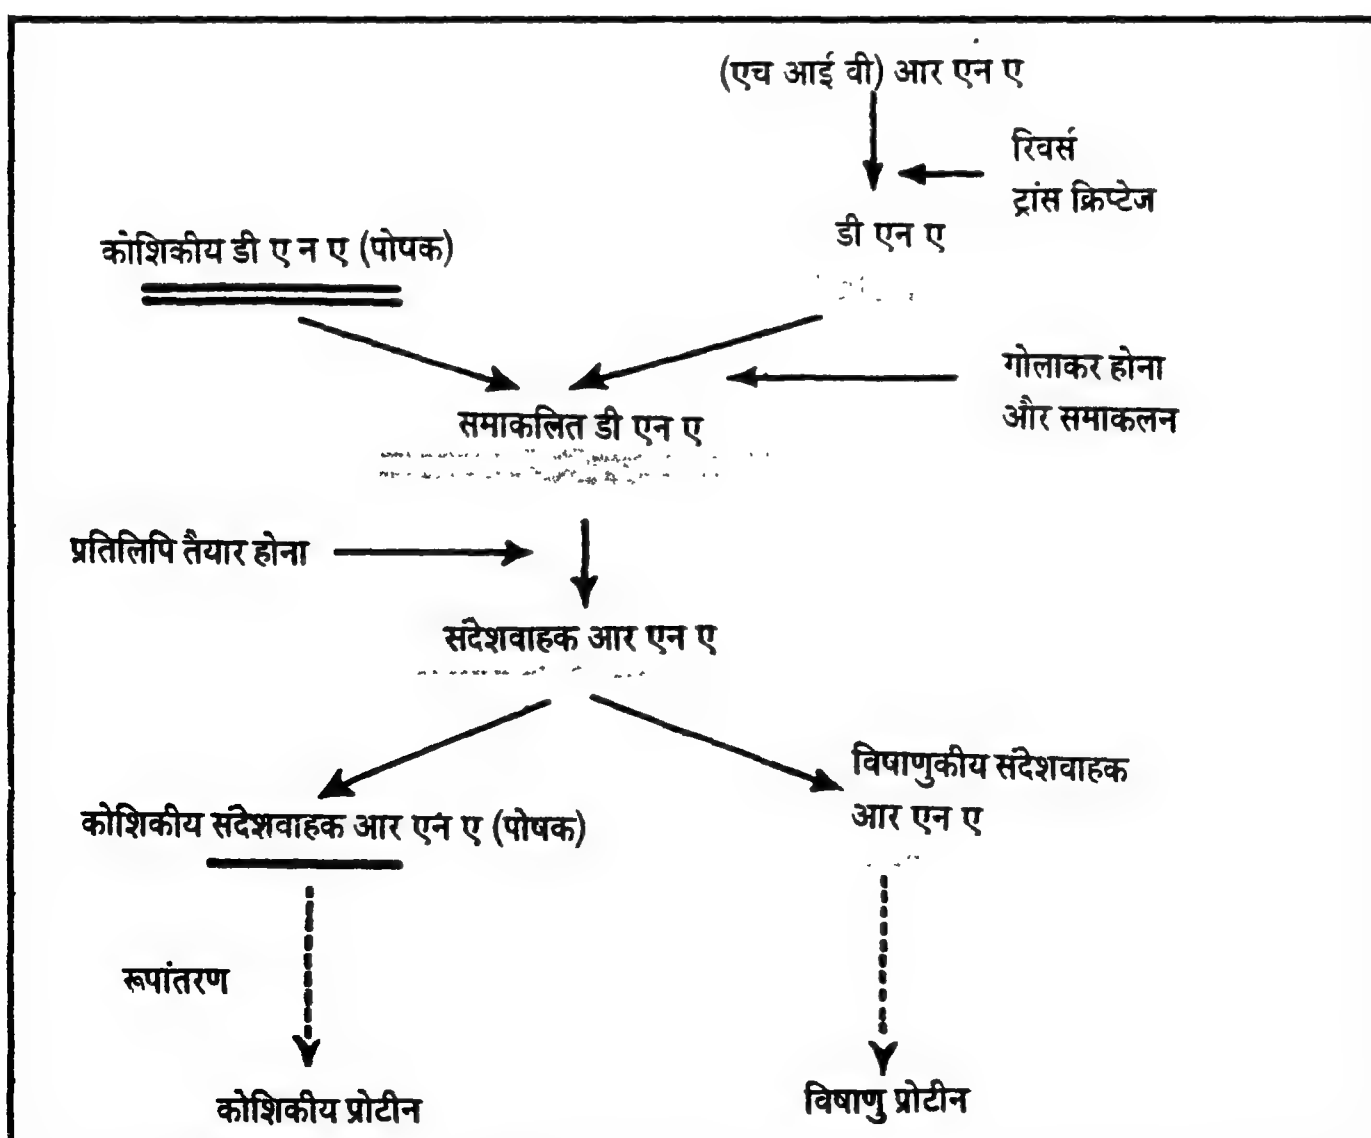 (एच आई वी) आर एन ए
रिवर्स
ट्रांस क्रिप्टेज
डी एन ए
कोशिकीय डी ए न ए (पोषक)
गोलाकर होना
और समाकलन
समाकलित डी एन ए
प्रतिलिपि तैयार होना
संदेशवाहक आर एन ए
विषाणुकीय संदेशवाहक
आर एन ए
कोशिकीय संदेशवाहक आर एन ए (पोषक)
रूपांतरण
कोशिकीय प्रोटीन
विषाणु प्रोटीन